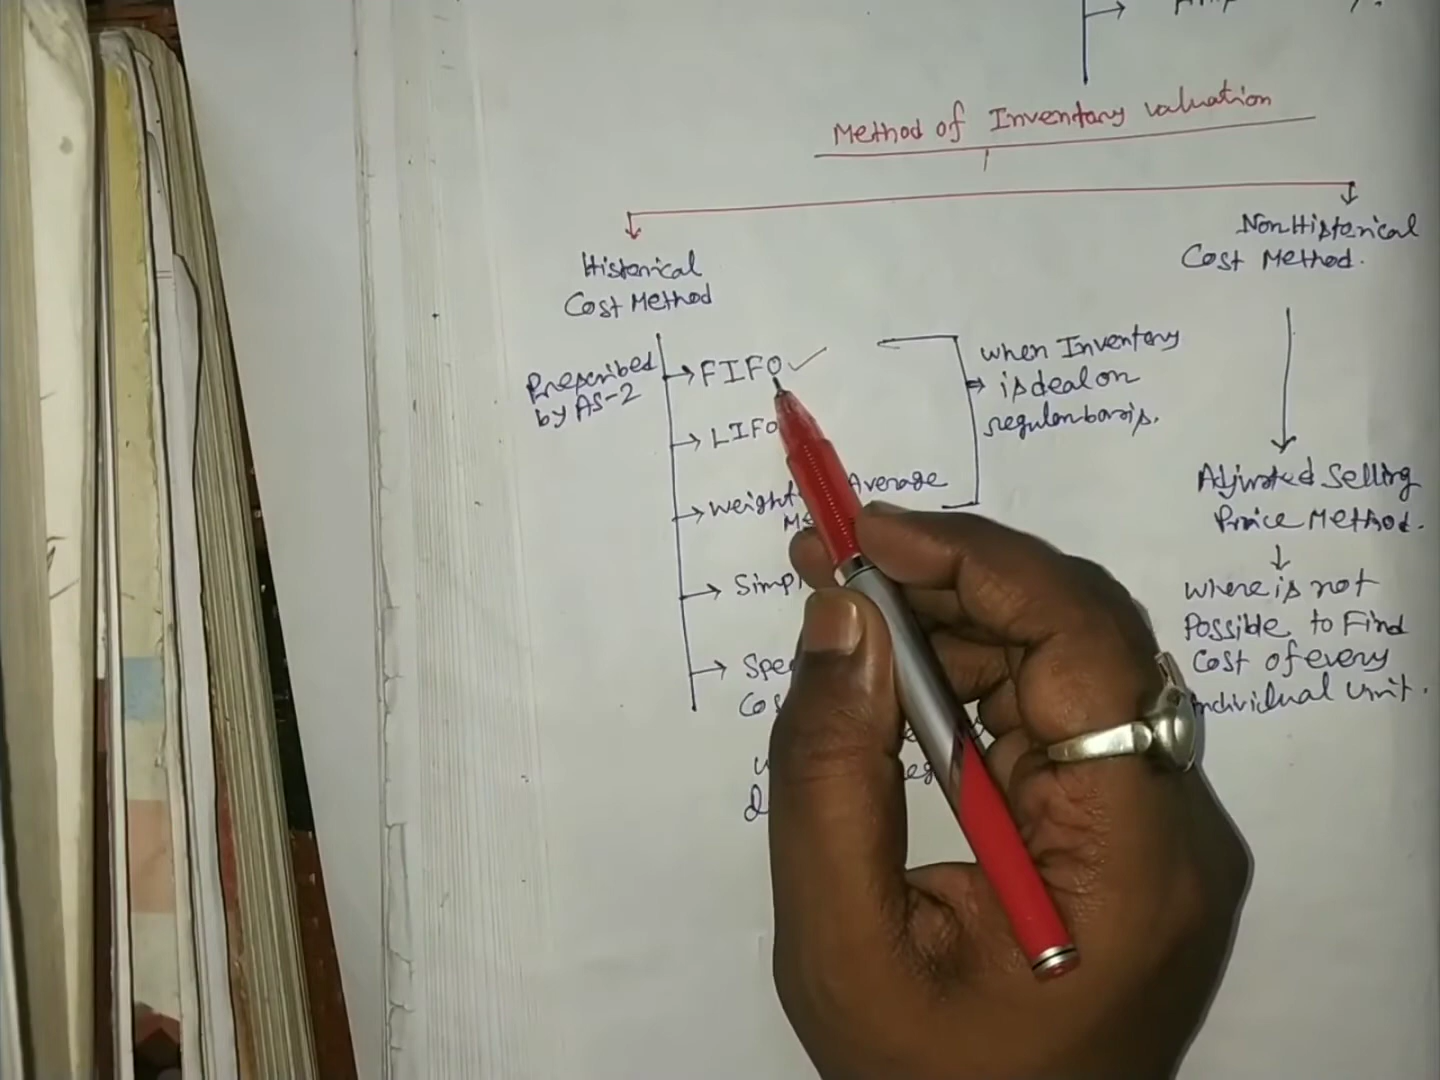 Method of Inventory valuation
Historical
Cost Method
Non Historical
Cost Method.
Prescribed
by AS-2
FIFO
LIFO
Average
when Inventory
is deal on
regular basis.
Adjusted Selling
Price Method.
where is not
Possible to Find
Cost of every
individual Unit.